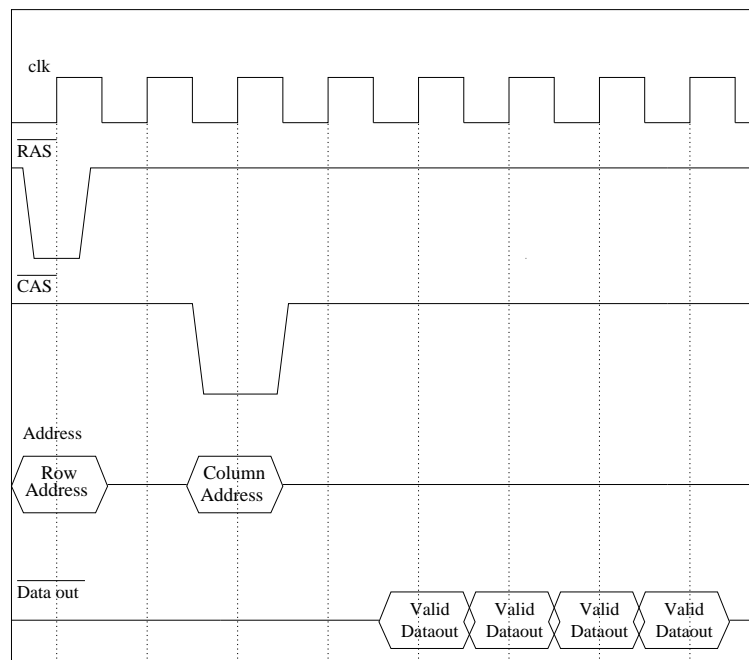 clk
RAS
CAS
Address
Row
Address
Column
Address
Data out
Valid
Dataout
Valid
Dataout
Valid
Dataout
Valid
Dataout